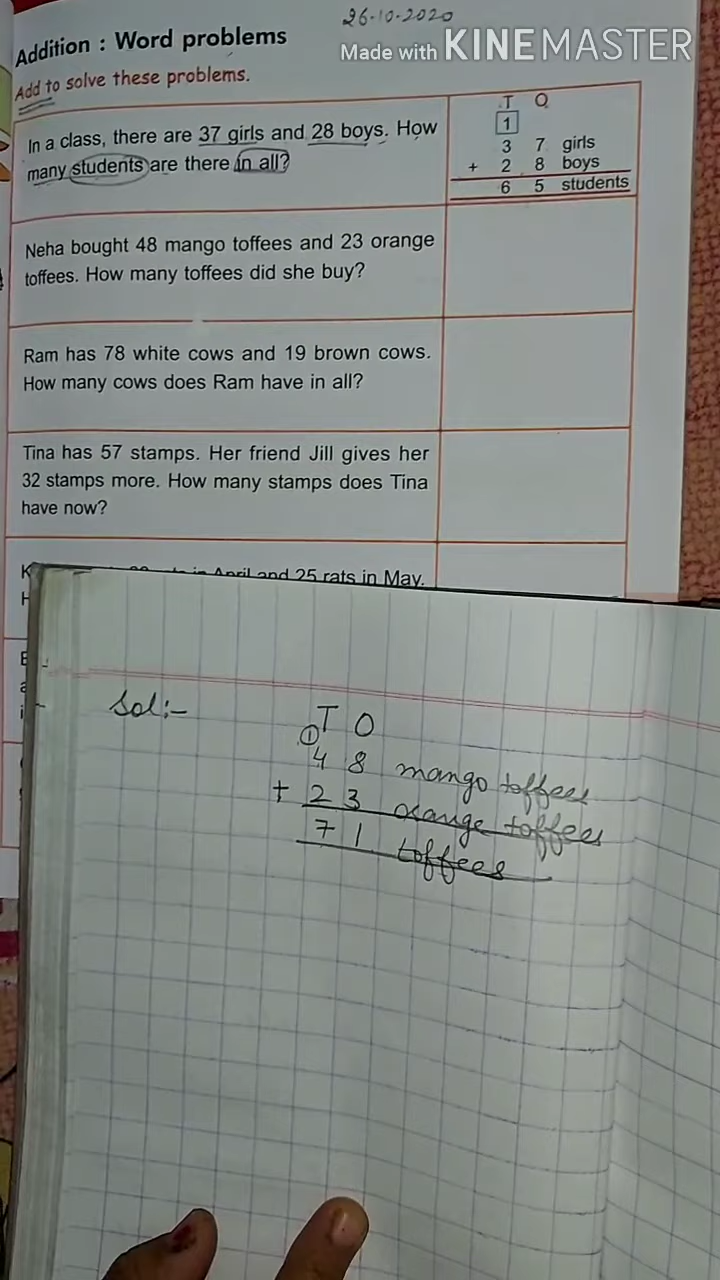 26-10-2020
Made with KINEMASTER
Addition : Word problems
Add to solve these problems.
In a class, there are 37 girls and 28 boys. How
many students are there in all?
T O
1
3 7 girls
+ 2 8 boys
6 5 students
Neha bought 48 mango toffees and 23 orange
toffees. How many toffees did she buy?
Ram has 78 white cows and 19 brown cows.
How many cows does Ram have in all?
Tina has 57 stamps. Her friend Jill gives her
32 stamps more. How many stamps does Tina
have now?
in April and 25 rats in May.
Sol:-
T O
1
4 8 mango toffees
+ 2 3 orange toffees
7 1 toffees